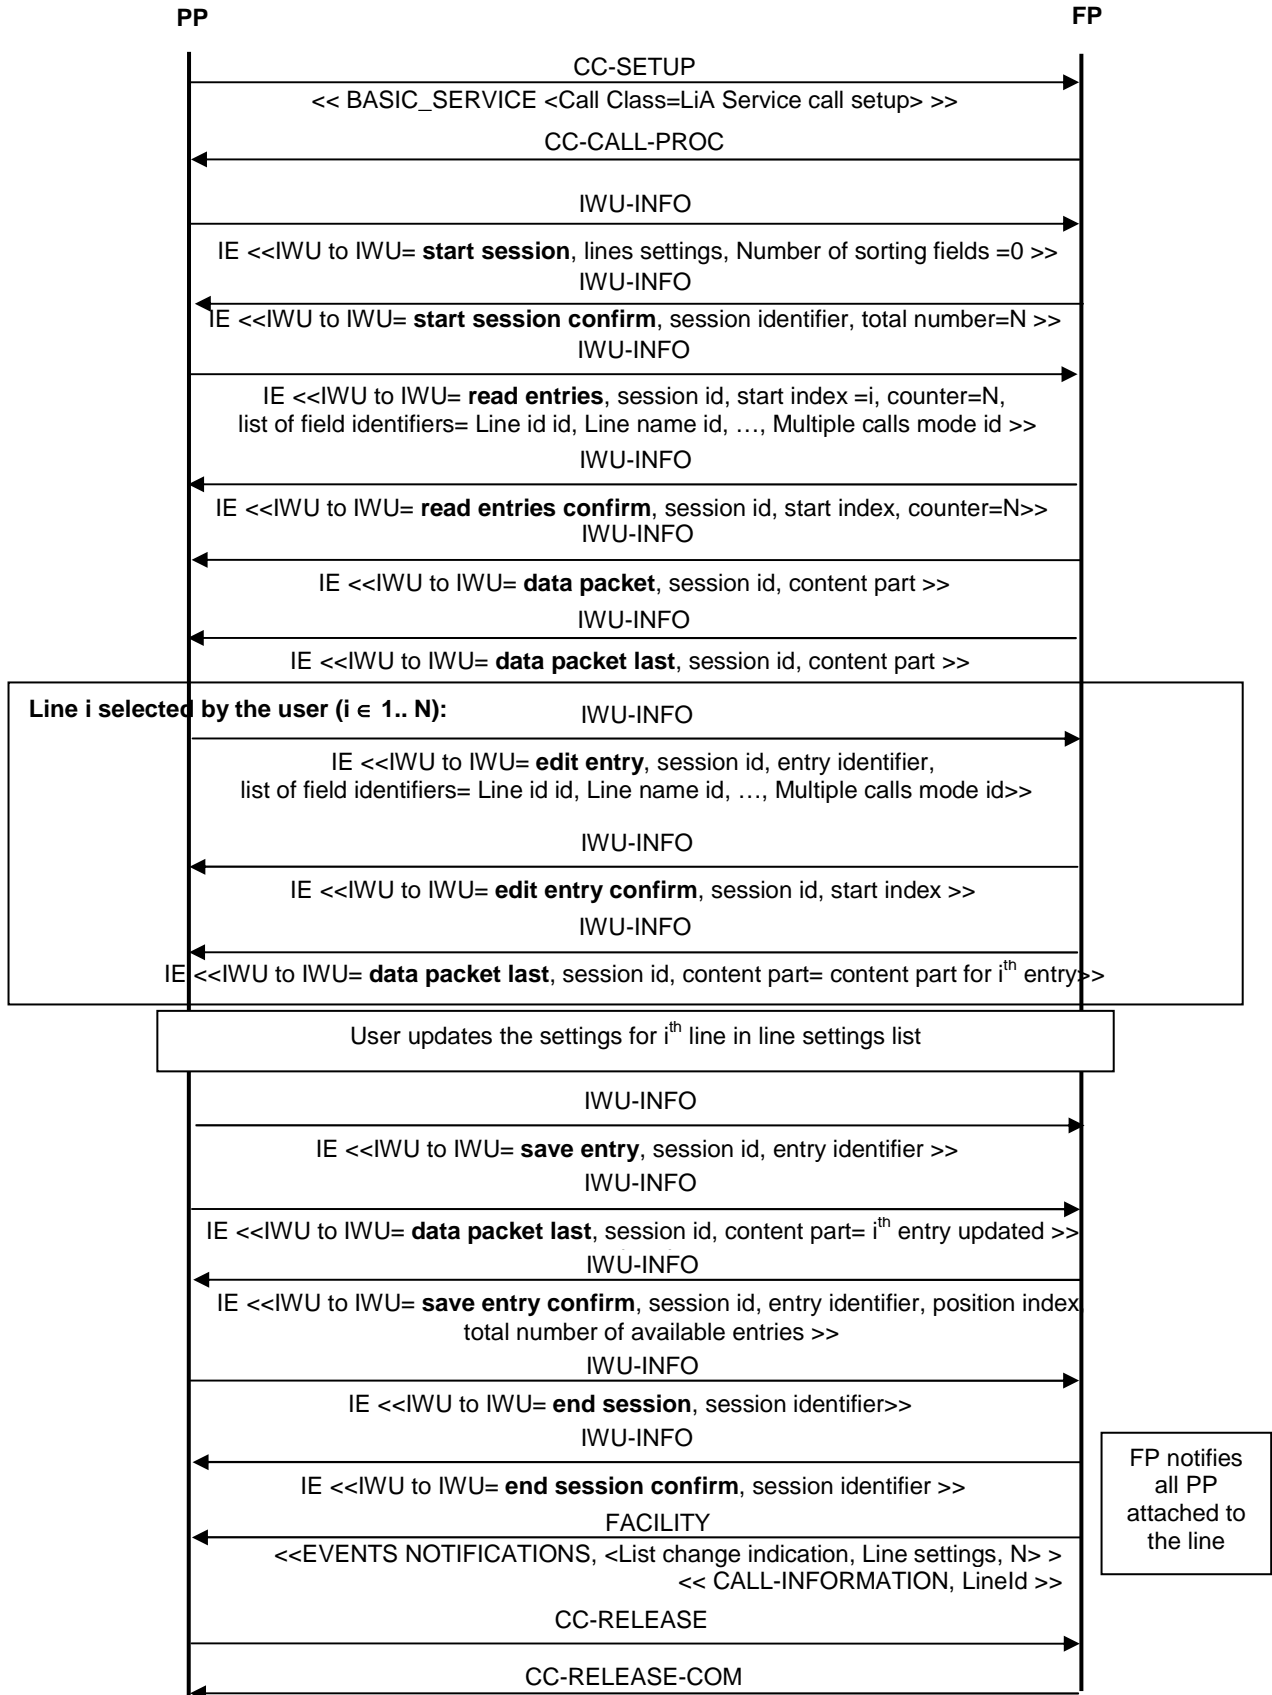 PP
FP
CC-SETUP
<< BASIC_SERVICE <Call Class=LiA Service call setup> >>
CC-CALL-PROC
IWU-INFO
IE <<IWU to IWU= start session, lines settings, Number of sorting fields =0 >>
IWU-INFO
IE <<IWU to IWU= start session confirm, session identifier, total number=N >>
IWU-INFO
IE <<IWU to IWU= read entries, session id, start index =i, counter=N,
list of field identifiers= Line id id, Line name id, …, Multiple calls mode id >>
IWU-INFO
IE <<IWU to IWU= read entries confirm, session id, start index, counter=N>>
IWU-INFO
IE <<IWU to IWU= data packet, session id, content part >>
IWU-INFO
IE <<IWU to IWU= data packet last, session id, content part >>
Line i selected by the user (i ∈ 1.. N):
IWU-INFO
IE <<IWU to IWU= edit entry, session id, entry identifier,
list of field identifiers= Line id id, Line name id, …, Multiple calls mode id>>
IWU-INFO
IE <<IWU to IWU= edit entry confirm, session id, start index >>
IWU-INFO
IE <<IWU to IWU= data packet last, session id, content part= content part for ith entry>>
User updates the settings for ith line in line settings list
IWU-INFO
IE <<IWU to IWU= save entry, session id, entry identifier >>
IWU-INFO
IE <<IWU to IWU= data packet last, session id, content part= ith entry updated >>
IWU-INFO
IE <<IWU to IWU= save entry confirm, session id, entry identifier, position index,
total number of available entries >>
IWU-INFO
IE <<IWU to IWU= end session, session identifier>>
IWU-INFO
IE <<IWU to IWU= end session confirm, session identifier >>
FP notifies
all PP
attached to
the line
FACILITY
<<EVENTS NOTIFICATIONS, <List change indication, Line settings, N> >
<< CALL-INFORMATION, LineId >>
CC-RELEASE
CC-RELEASE-COM